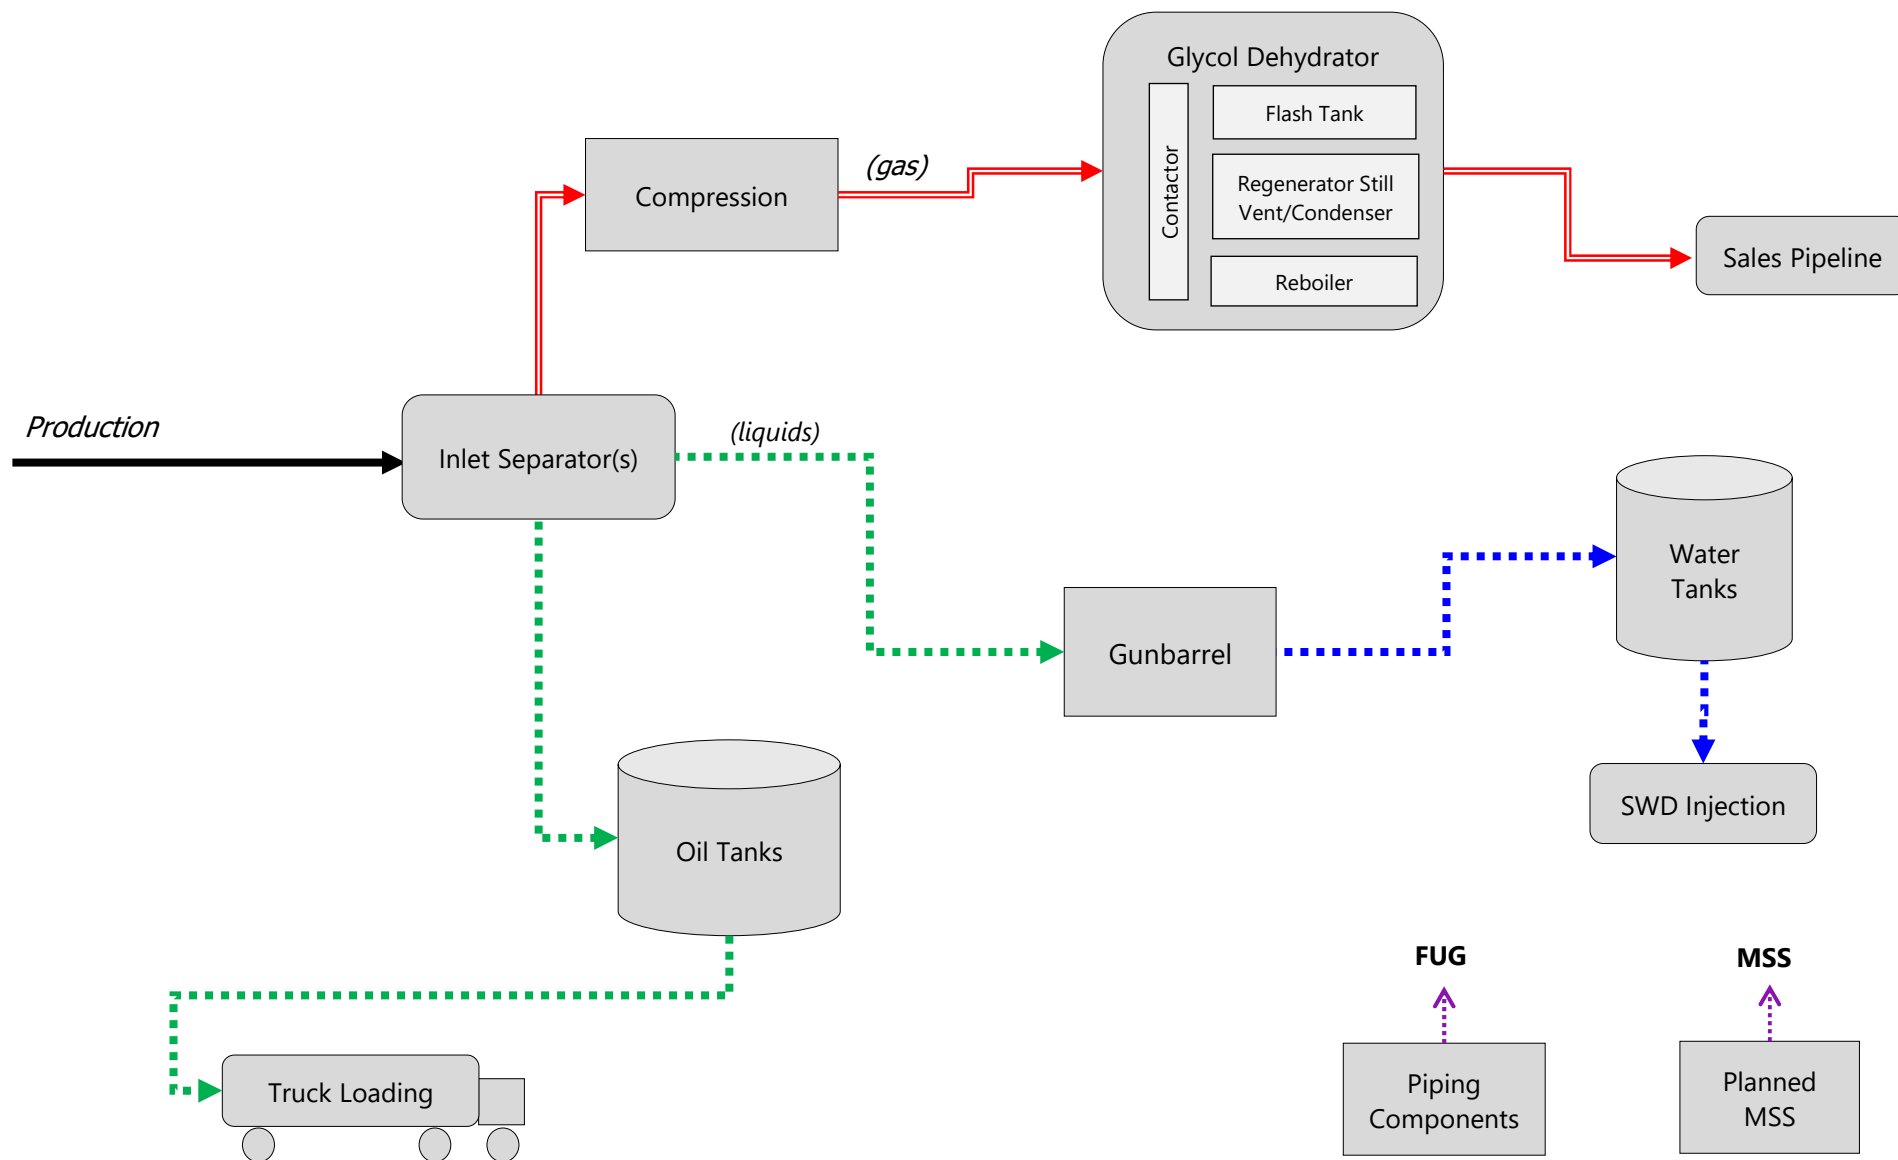 Glycol Dehydrator
Flash Tank
Contactor
Regenerator Still
Vent/Condenser
Reboiler
(gas)
Compression
Sales Pipeline
Production
(liquids)
Inlet Separator(s)
Water
Tanks
Gunbarrel
SWD Injection
Oil Tanks
FUG
MSS
Piping
Components
Planned
MSS
Truck Loading